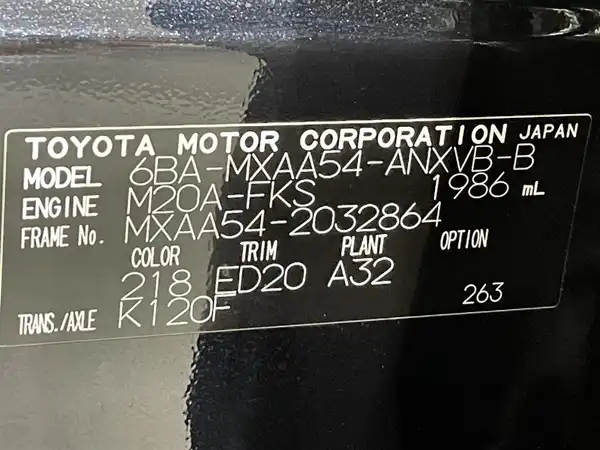 TOYOTA MOTOR CORPORATION JAPAN
MODEL 6BA-MXAA54-ANXVB-B
ENGINE M20A-FKS 1986 mL
FRAME No. MXAA54-2032864
COLOR TRIM PLANT OPTION
218 ED20 A32
TRANS./AXLE K120F 263